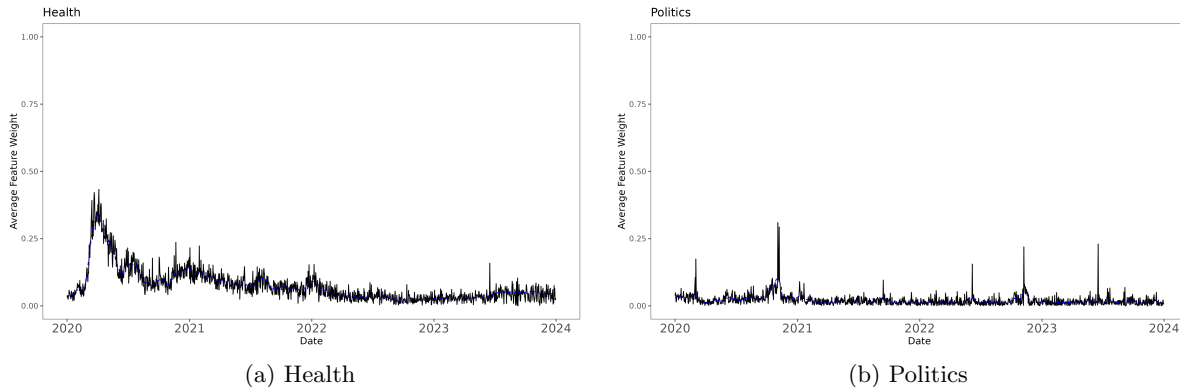 Health
Average Feature Weight
1.00
0.75
0.50
0.25
0.00
2020 2021 2022 2023 2024
Date
(a) Health
Politics
Average Feature Weight
1.00
0.75
0.50
0.25
0.00
2020 2021 2022 2023 2024
Date
(b) Politics